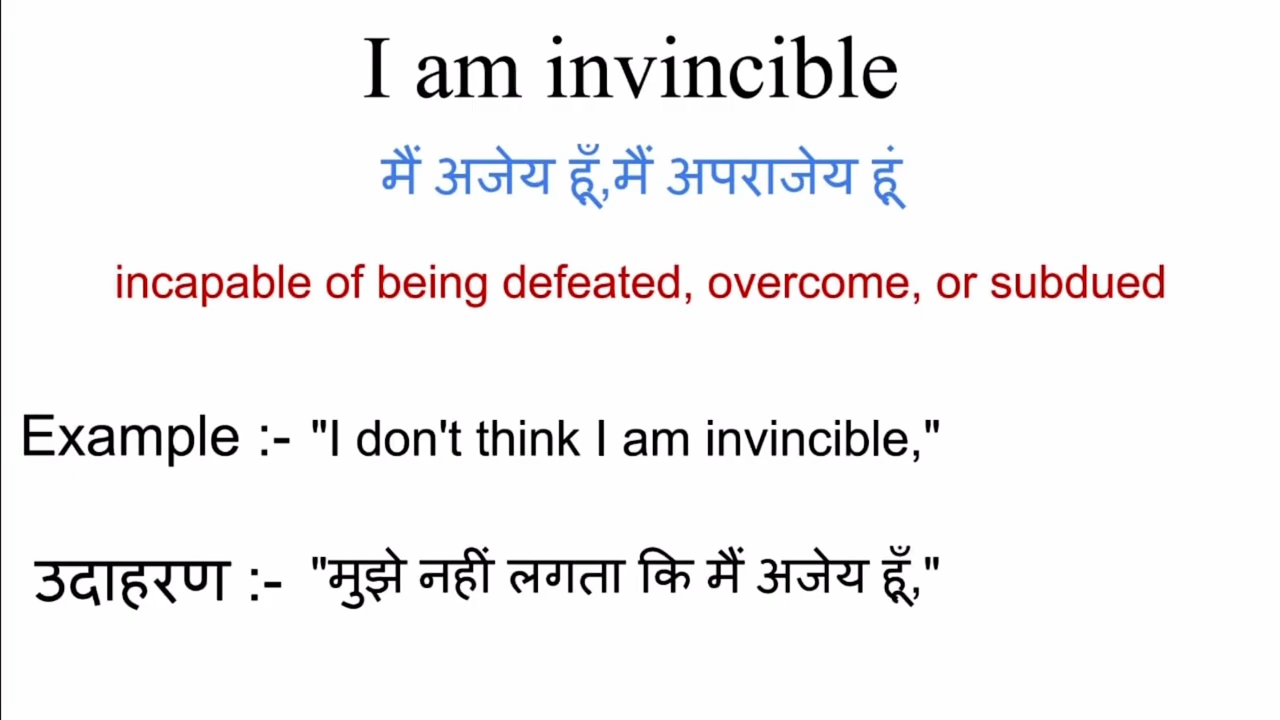 I am invincible
मैं अजेय हूँ,मैं अपराजेय हूं
incapable of being defeated, overcome, or subdued
Example :- "I don't think I am invincible,"
उदाहरण :- "मुझे नहीं लगता कि मैं अजेय हूँ,"